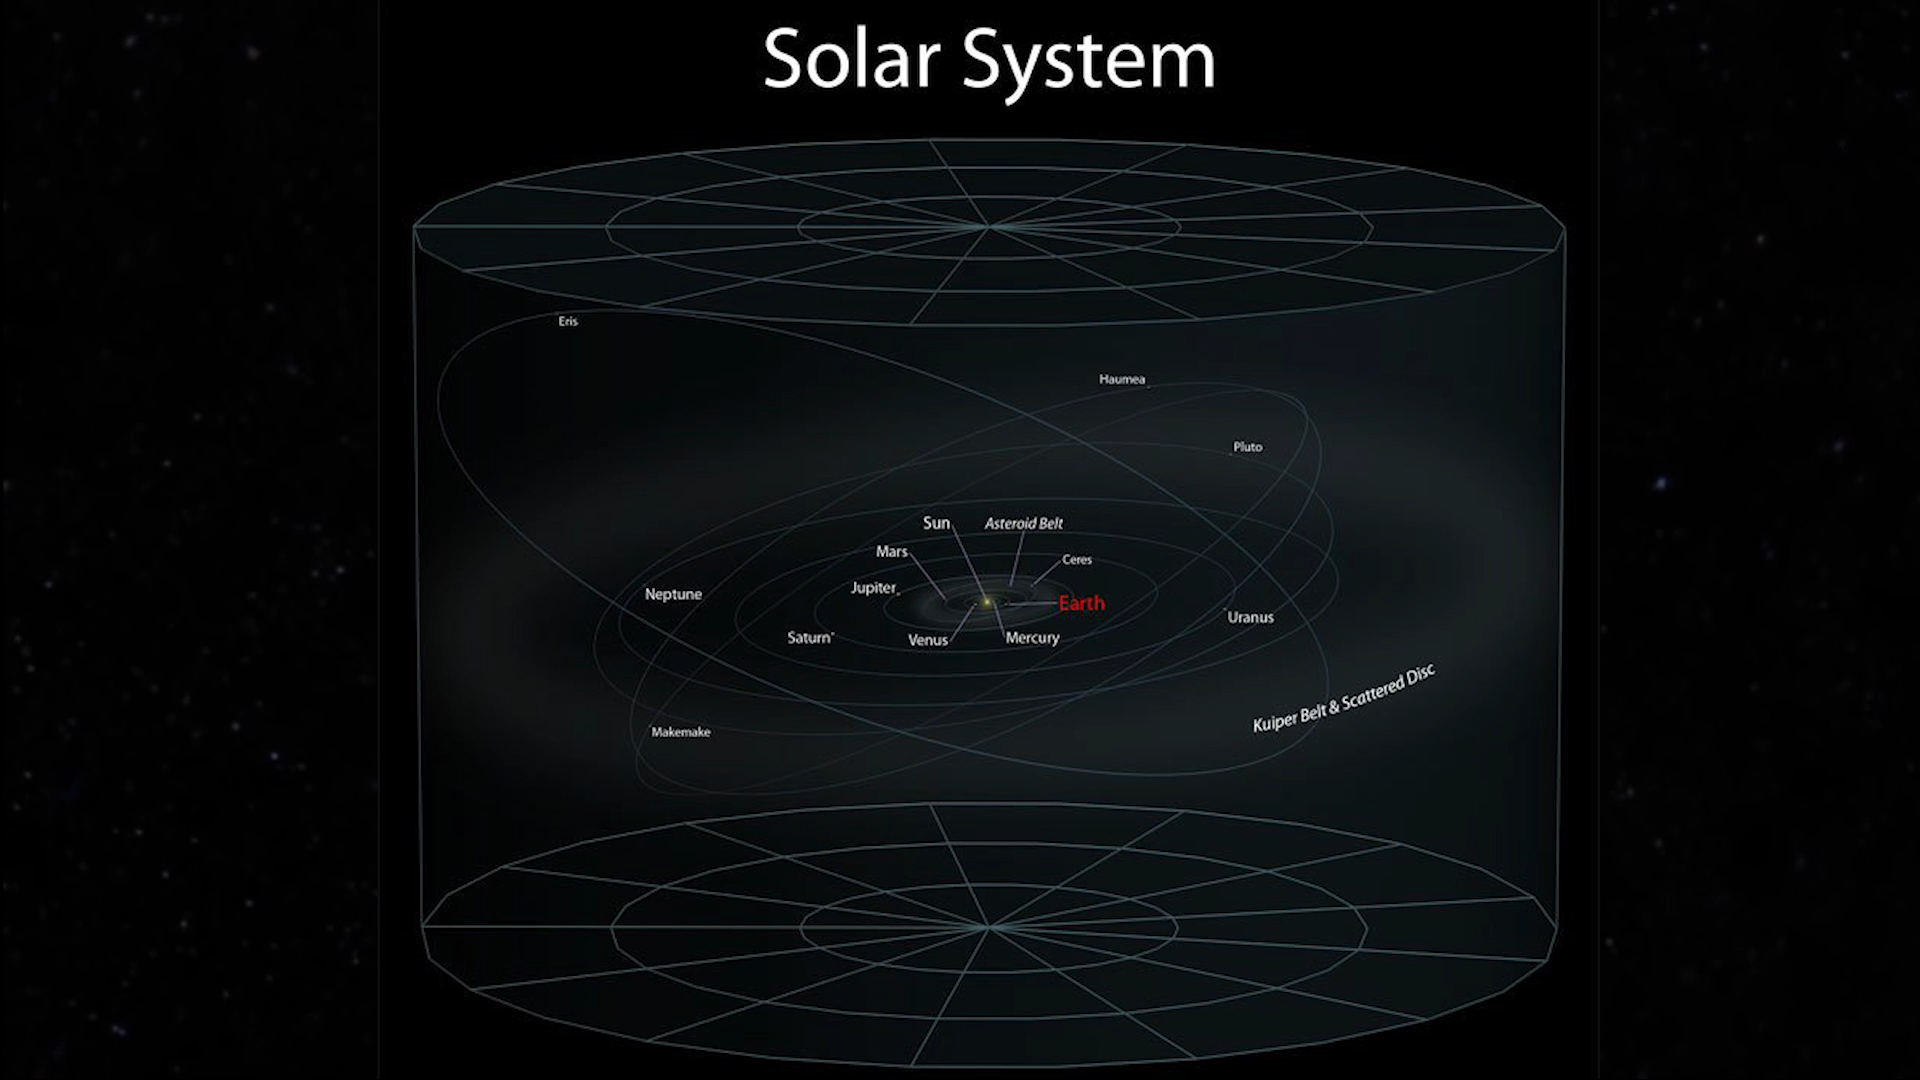 Solar System
Eris
Haumea
Pluto
Sun
Asteroid Belt
Mars
Ceres
Jupiter
Neptune
Earth
Uranus
Saturn
Venus
Mercury
Kuiper Belt & Scattered Disc
Makemake